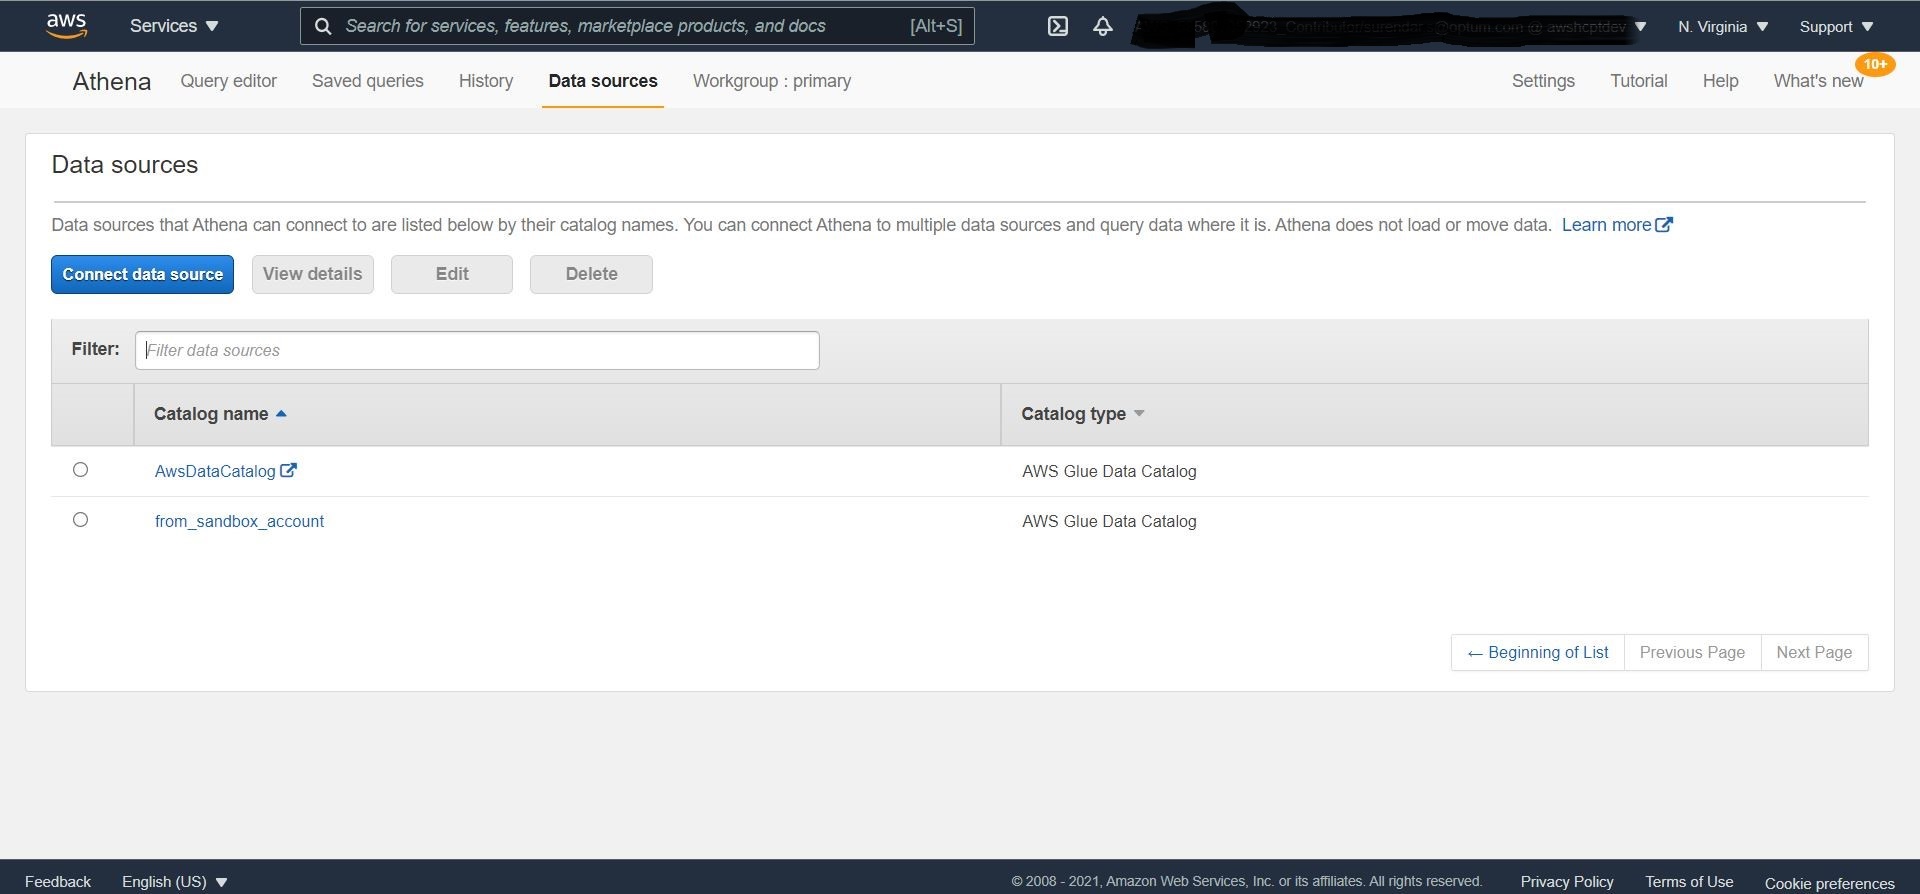 aws Services Search for services, features, marketplace products, and docs [Alt+S] N. Virginia Support
Athena Query editor Saved queries History Data sources Workgroup : primary Settings Tutorial Help What's new 10+
Data sources
Data sources that Athena can connect to are listed below by their catalog names. You can connect Athena to multiple data sources and query data where it is. Athena does not load or move data. Learn more
Connect data source View details Edit Delete
Filter: Filter data sources
Catalog name Catalog type
AwsDataCatalog AWS Glue Data Catalog
from_sandbox_account AWS Glue Data Catalog
← Beginning of List Previous Page Next Page
Feedback English (US) © 2008 - 2021, Amazon Web Services, Inc. or its affiliates. All rights reserved. Privacy Policy Terms of Use Cookie preferences